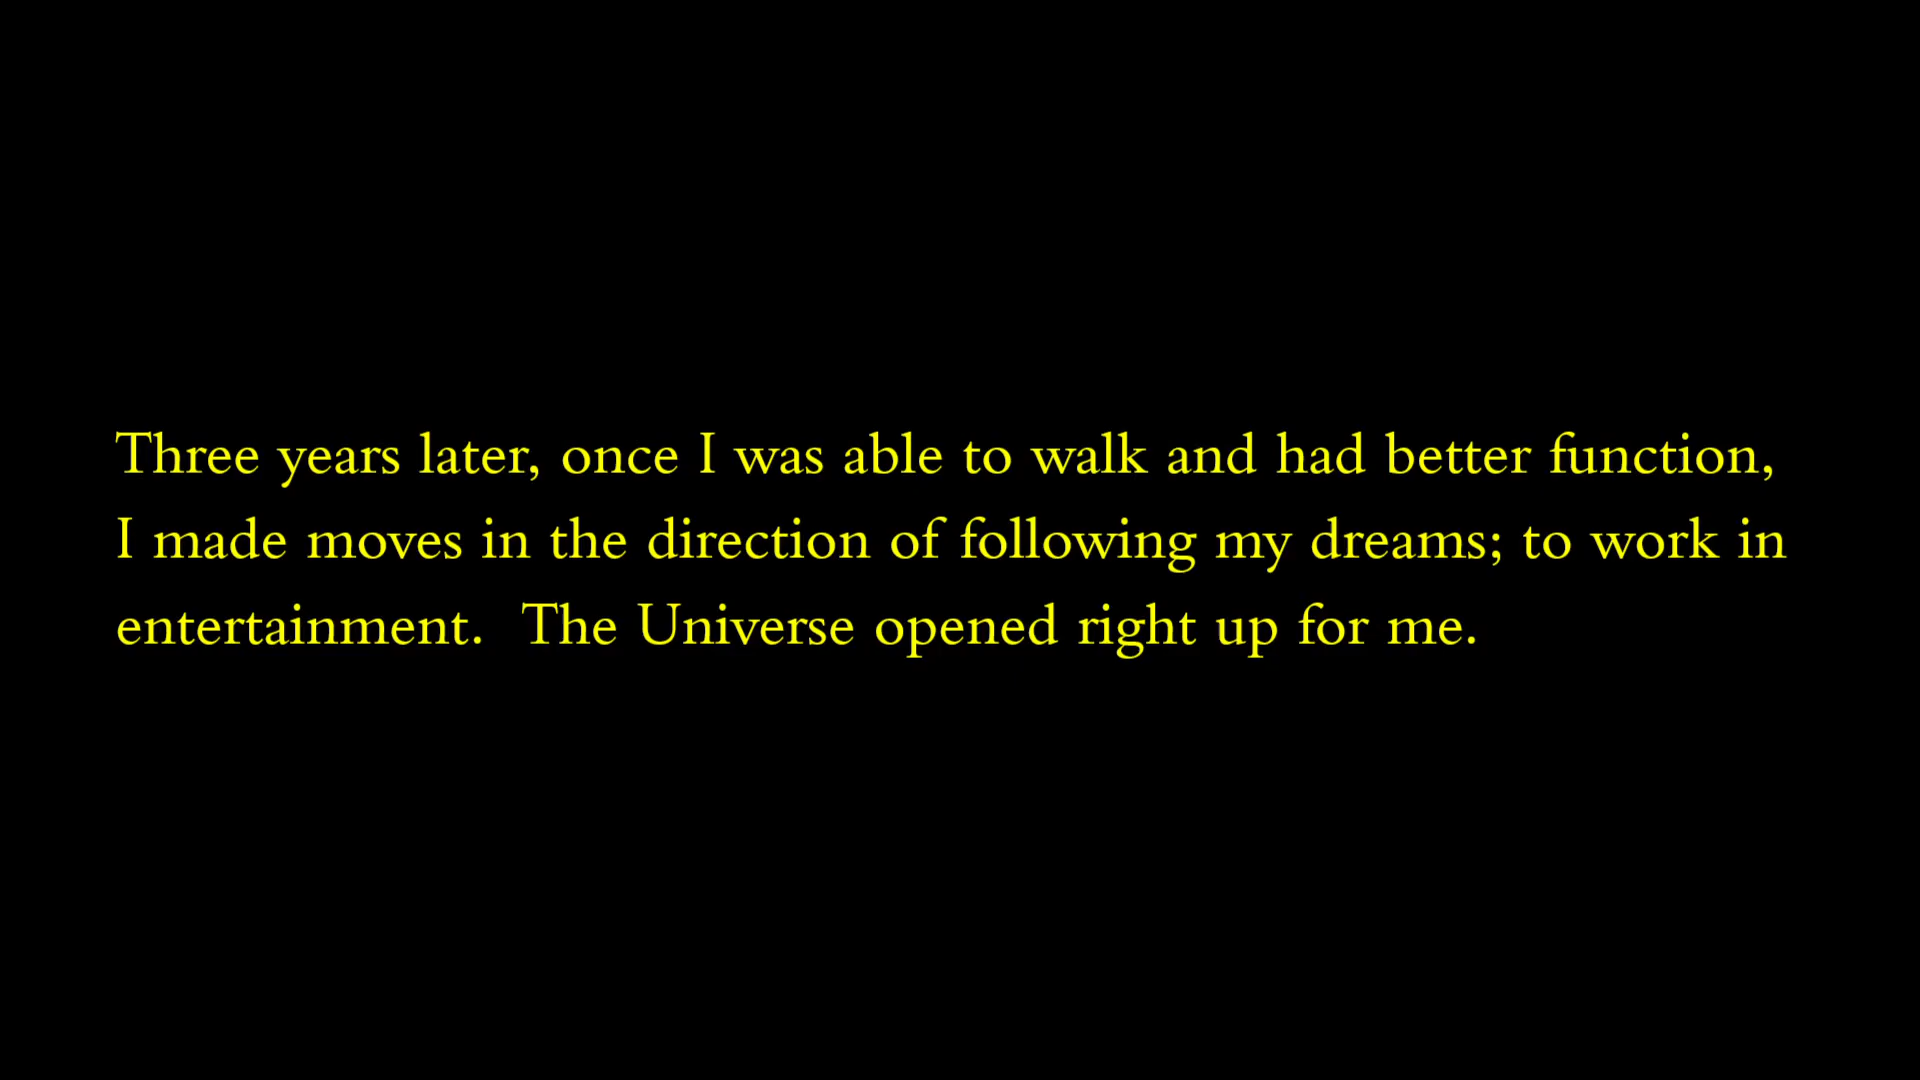 Three years later, once I was able to walk and had better function,
I made moves in the direction of following my dreams; to work in
entertainment.  The Universe opened right up for me.